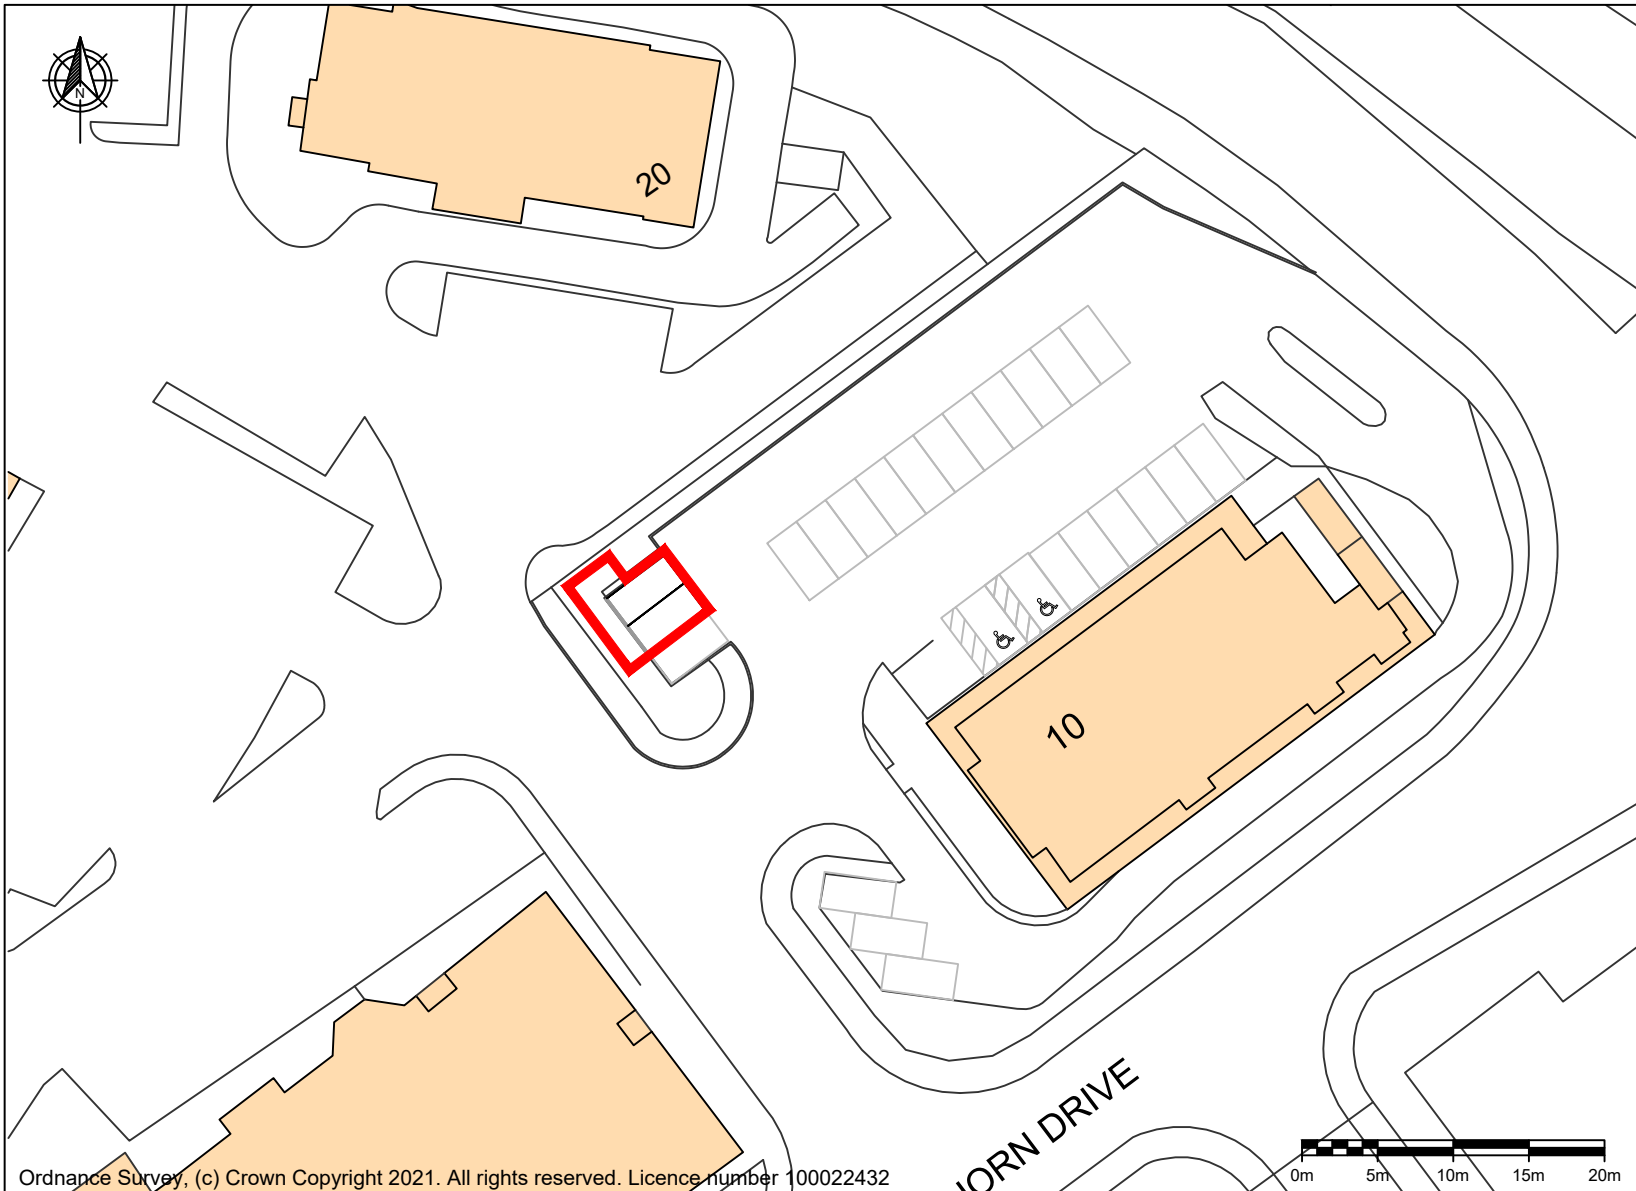 N
20
10
HORN DRIVE
0m 5m 10m 15m 20m
Ordnance Survey, (c) Crown Copyright 2021. All rights reserved. Licence number 100022432